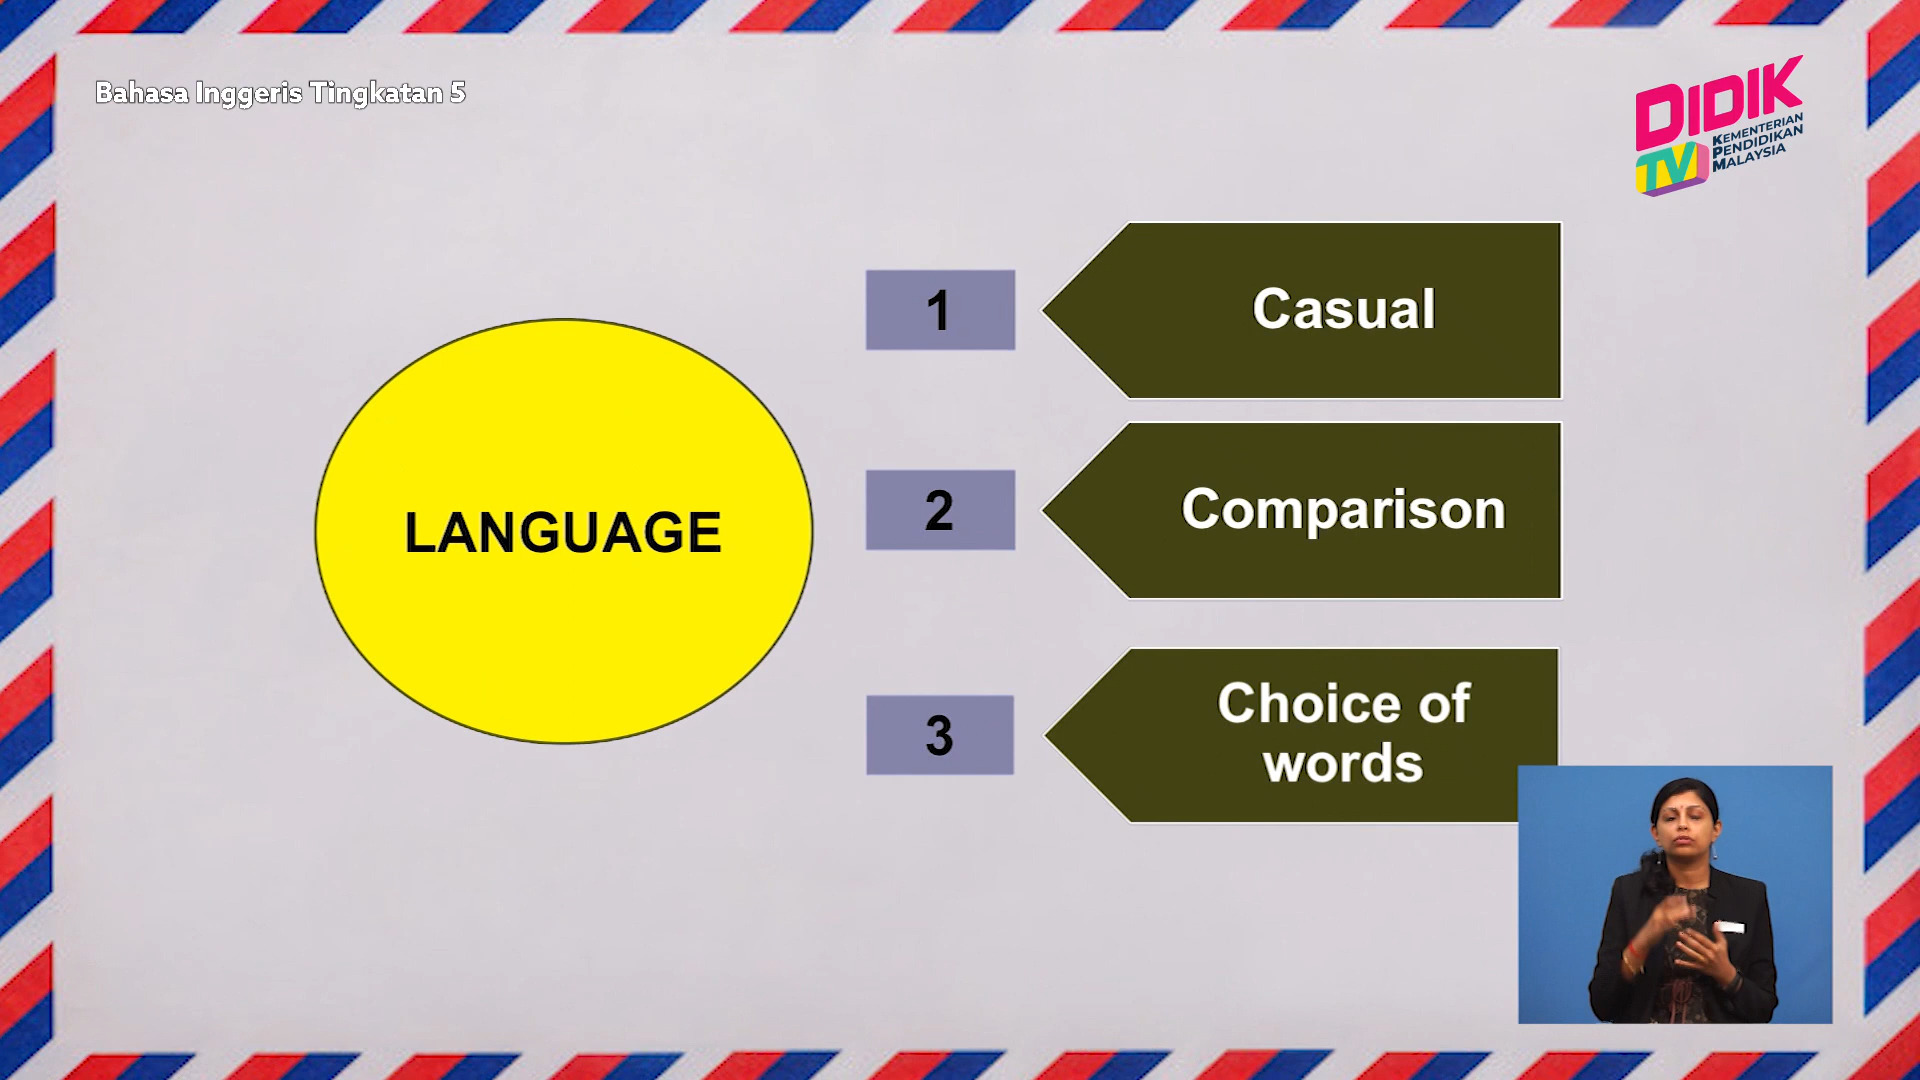 Bahasa Inggeris Tingkatan 5
DIDIK
TV
KEMENTERIAN
PENDIDIKAN
MALAYSIA
LANGUAGE
1
Casual
2
Comparison
3
Choice of
words